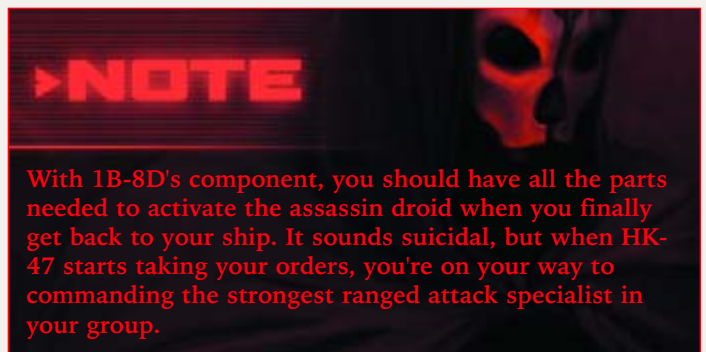 >NOTE
With 1B-8D's component, you should have all the parts
needed to activate the assassin droid when you finally
get back to your ship. It sounds suicidal, but when HK-
47 starts taking your orders, you're on your way to
commanding the strongest ranged attack specialist in
your group.